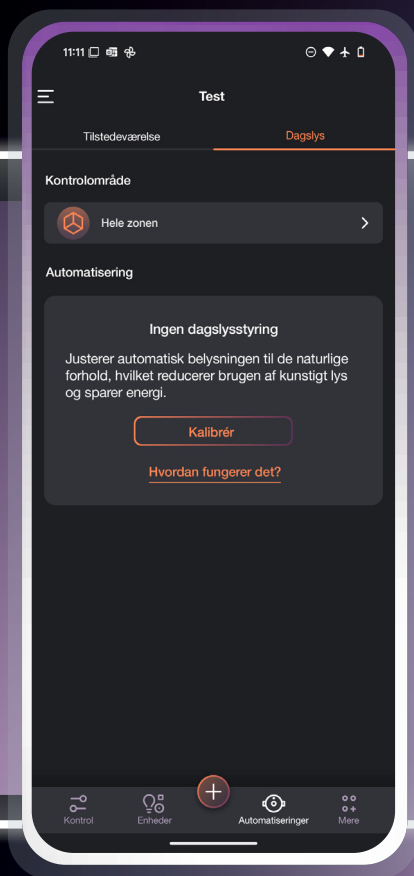 11:11
Test
Tilstedeværelse
Dagslys
Kontrolområde
Hele zonen
Automatisering
Ingen dagslysstyring
Justerer automatisk belysningen til de naturlige
forhold, hvilket reducerer brugen af kunstigt lys
og sparer energi.
Kalibrér
Hvordan fungerer det?
Kontrol
Enheder
Automatiseringer
Mere